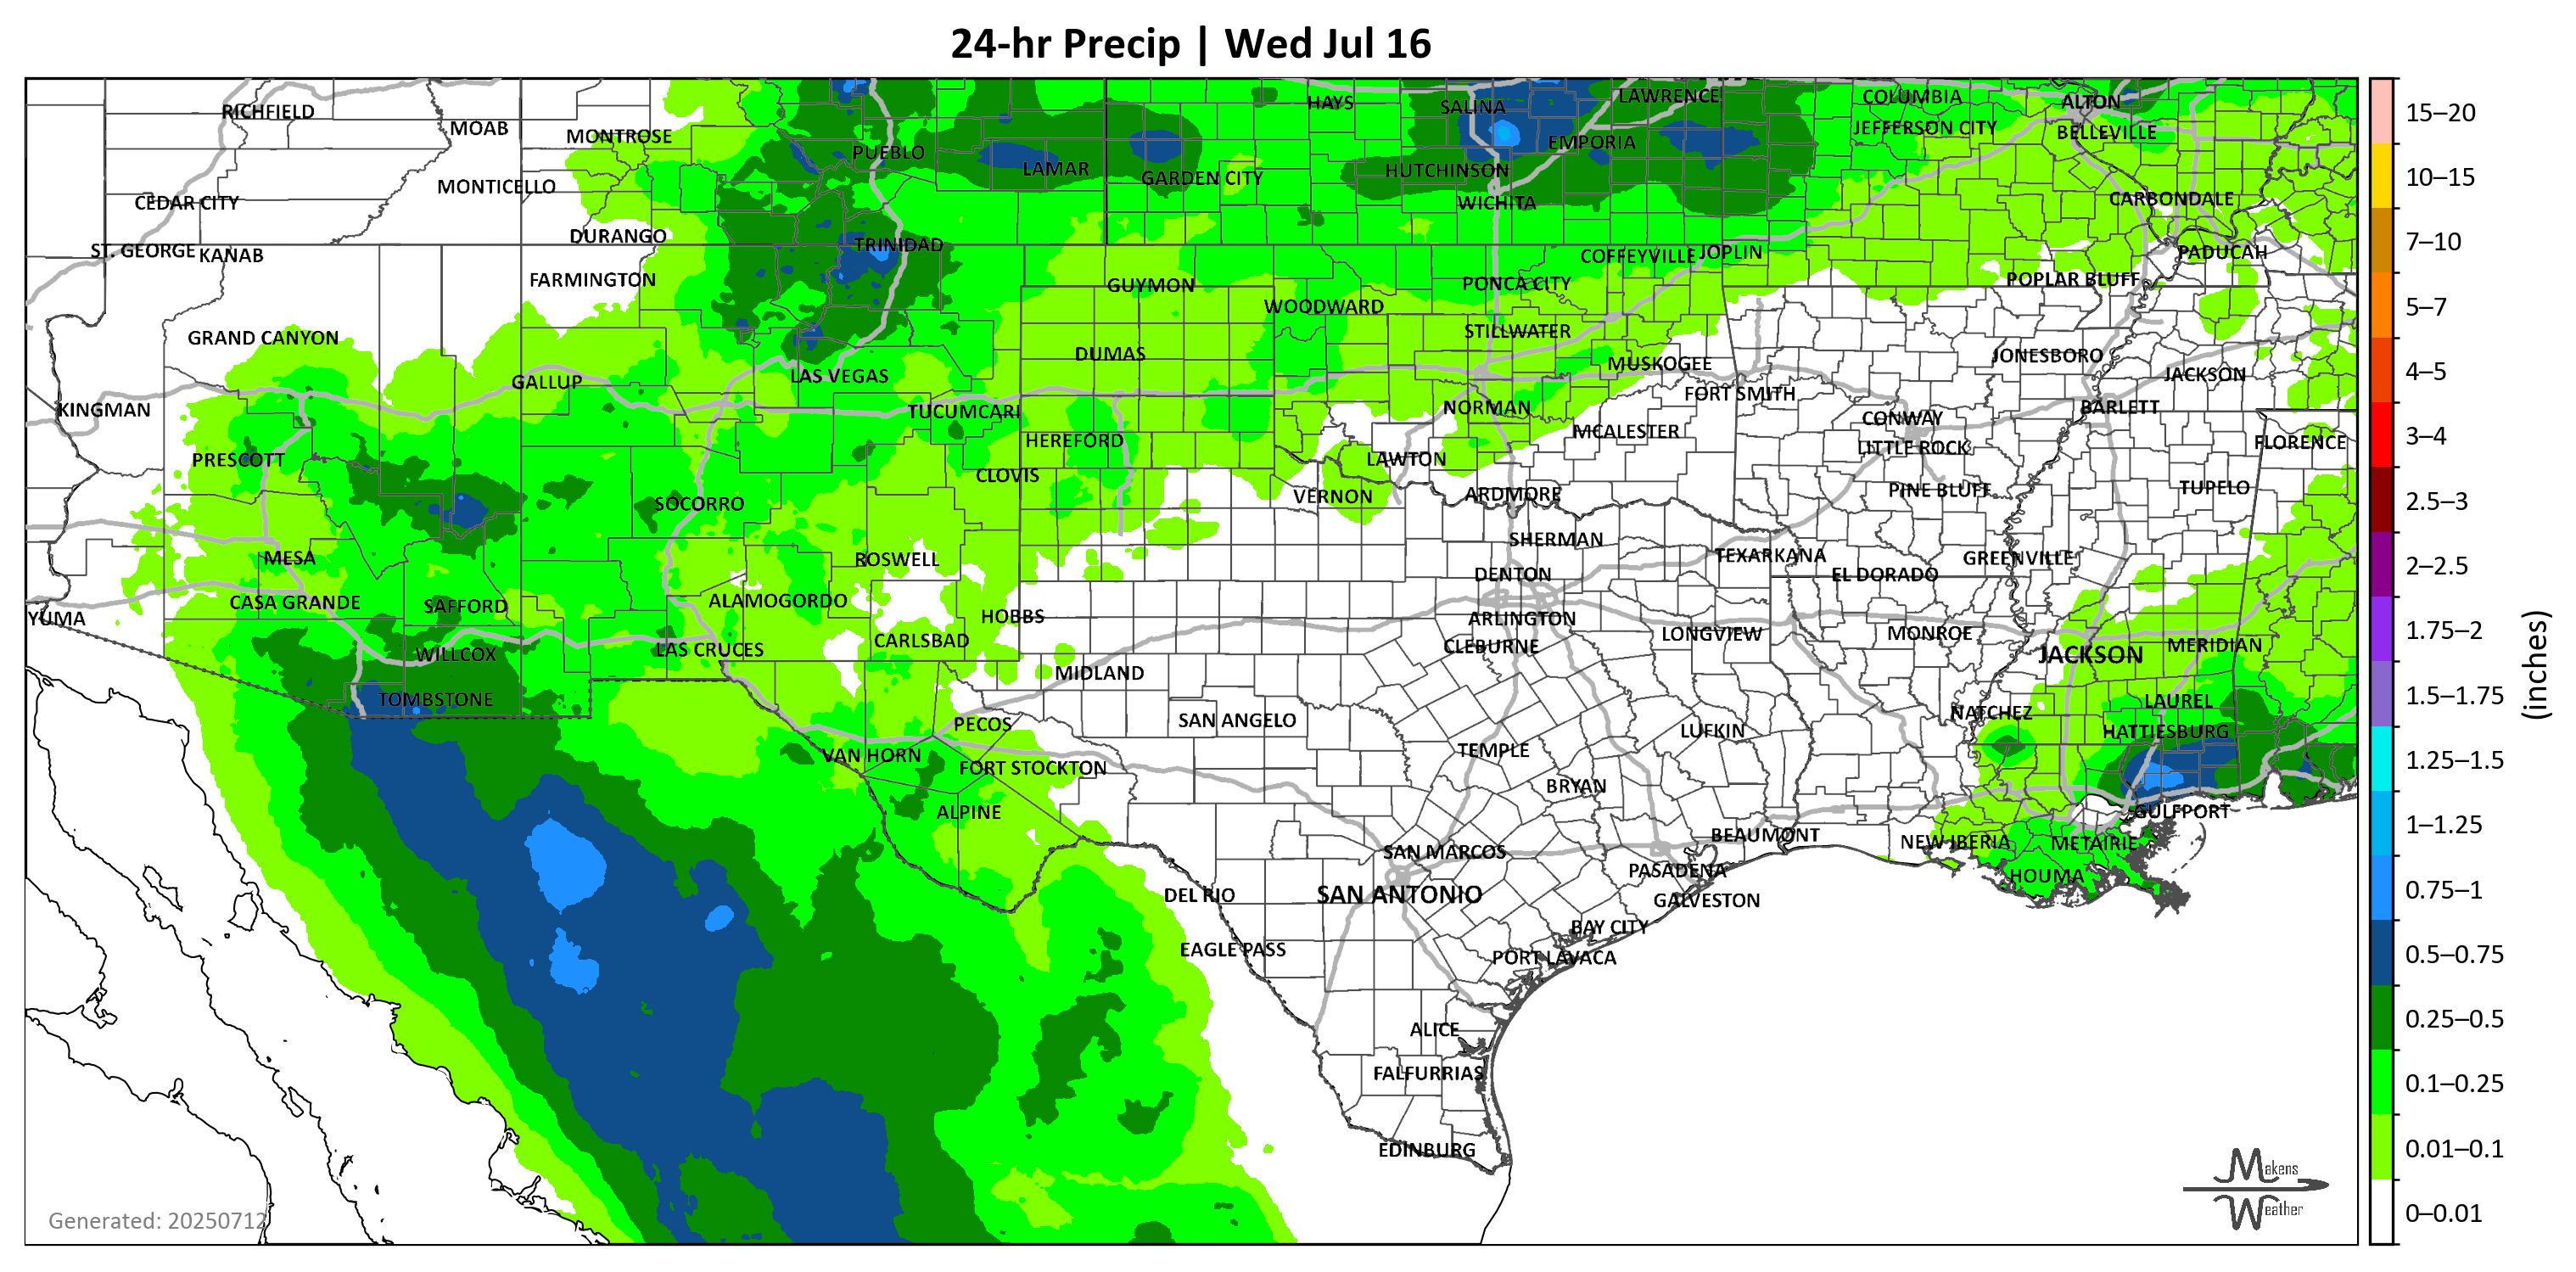 24-hr Precip | Wed Jul 16
RICHFIELD
MOAB
MONTROSE
PUEBLO
LAMAR
GARDEN CITY
HAYS
SALINA
LAWRENCE
EMPORIA
HUTCHINSON
WICHITA
COLUMBIA
JEFFERSON CITY
ALTON
BELLEVILLE
CARBONDALE
MONTICELLO
CEDAR CITY
ST. GEORGE
KANAB
DURANGO
TRINIDAD
FARMINGTON
GUYMON
WOODWARD
PONCA CITY
COFFEYVILLE
JOPLIN
POPLAR BLUFF
PADUCAH
GRAND CANYON
GALLUP
LAS VEGAS
DUMAS
STILLWATER
MUSKOGEE
FORT SMITH
JONESBORO
JACKSON
KINGMAN
TUCUMCARI
NORMAN
CONWAY
BARLETT
PRESCOTT
HEREFORD
CLOVIS
LAWTON
MCALESTER
LITTLE ROCK
FLORENCE
SOCORRO
VERNON
ARDMORE
PINE BLUFF
TUPELO
MESA
ROSWELL
SHERMAN
TEXARKANA
GREENVILLE
DENTON
EL DORADO
YUMA
CASA GRANDE
SAFFORD
ALAMOGORDO
HOBBS
ARLINGTON
CLEBURNE
LONGVIEW
MONROE
JACKSON
MERIDIAN
WILLCOX
LAS CRUCES
CARLSBAD
MIDLAND
TOMBSTONE
PECOS
SAN ANGELO
NATCHEZ
LAUREL
HATTIESBURG
VAN HORN
FORT STOCKTON
TEMPLE
LUFKIN
BRYAN
ALPINE
GULFPORT
BEAUMONT
NEW IBERIA
METAIRIE
SAN MARCOS
PASADENA
HOUMA
DEL RIO
SAN ANTONIO
GALVESTON
BAY CITY
EAGLE PASS
PORT LAVACA
ALICE
FALFURRIAS
EDINBURG
Generated: 20250712
Makens
Weather
15–20
10–15
7–10
5–7
4–5
3–4
2.5–3
2–2.5
1.75–2
1.5–1.75
1.25–1.5
1–1.25
0.75–1
0.5–0.75
0.25–0.5
0.1–0.25
0.01–0.1
0–0.01
(inches)